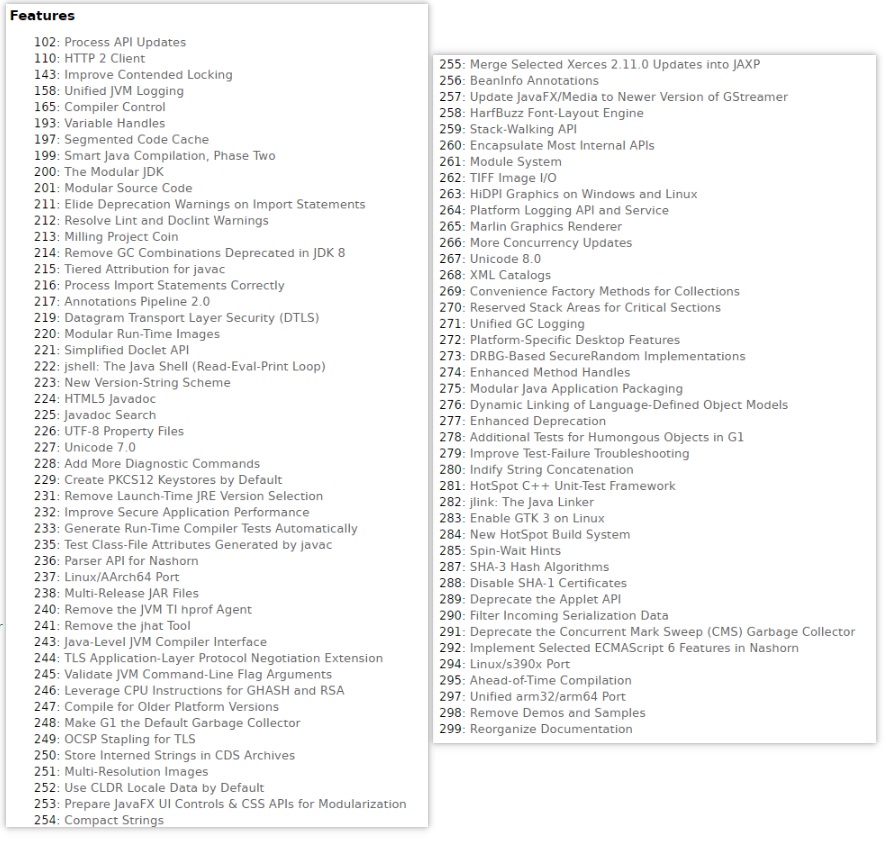 Features
102: Process API Updates
110: HTTP 2 Client
143: Improve Contended Locking
158: Unified JVM Logging
165: Compiler Control
193: Variable Handles
197: Segmented Code Cache
199: Smart Java Compilation, Phase Two
200: The Modular JDK
201: Modular Source Code
211: Elide Deprecation Warnings on Import Statements
212: Resolve Lint and Doclint Warnings
213: Milling Project Coin
214: Remove GC Combinations Deprecated in JDK 8
215: Tiered Attribution for javac
216: Process Import Statements Correctly
217: Annotations Pipeline 2.0
219: Datagram Transport Layer Security (DTLS)
220: Modular Run-Time Images
221: Simplified Doclet API
222: jshell: The Java Shell (Read-Eval-Print Loop)
223: New Version-String Scheme
224: HTML5 Javadoc
225: Javadoc Search
226: UTF-8 Property Files
227: Unicode 7.0
228: Add More Diagnostic Commands
229: Create PKCS12 Keystores by Default
231: Remove Launch-Time JRE Version Selection
232: Improve Secure Application Performance
233: Generate Run-Time Compiler Tests Automatically
235: Test Class-File Attributes Generated by javac
236: Parser API for Nashorn
237: Linux/AArch64 Port
238: Multi-Release JAR Files
240: Remove the JVM TI hprof Agent
241: Remove the jhat Tool
243: Java-Level JVM Compiler Interface
244: TLS Application-Layer Protocol Negotiation Extension
245: Validate JVM Command-Line Flag Arguments
246: Leverage CPU Instructions for GHASH and RSA
247: Compile for Older Platform Versions
248: Make G1 the Default Garbage Collector
249: OCSP Stapling for TLS
250: Store Interned Strings in CDS Archives
251: Multi-Resolution Images
252: Use CLDR Locale Data by Default
253: Prepare JavaFX UI Controls & CSS APIs for Modularization
254: Compact Strings
255: Merge Selected Xerces 2.11.0 Updates into JAXP
256: BeanInfo Annotations
257: Update JavaFX/Media to Newer Version of GStreamer
258: HarfBuzz Font-Layout Engine
259: Stack-Walking API
260: Encapsulate Most Internal APIs
261: Module System
262: TIFF Image I/O
263: HiDPI Graphics on Windows and Linux
264: Platform Logging API and Service
265: Marlin Graphics Renderer
266: More Concurrency Updates
267: Unicode 8.0
268: XML Catalogs
269: Convenience Factory Methods for Collections
270: Reserved Stack Areas for Critical Sections
271: Unified GC Logging
272: Platform-Specific Desktop Features
273: DRBG-Based SecureRandom Implementations
274: Enhanced Method Handles
275: Modular Java Application Packaging
276: Dynamic Linking of Language-Defined Object Models
277: Enhanced Deprecation
278: Additional Tests for Humongous Objects in G1
279: Improve Test-Failure Troubleshooting
280: Indify String Concatenation
281: HotSpot C++ Unit-Test Framework
282: jlink: The Java Linker
283: Enable GTK 3 on Linux
284: New HotSpot Build System
285: Spin-Wait Hints
287: SHA-3 Hash Algorithms
288: Disable SHA-1 Certificates
289: Deprecate the Applet API
290: Filter Incoming Serialization Data
291: Deprecate the Concurrent Mark Sweep (CMS) Garbage Collector
292: Implement Selected ECMAScript 6 Features in Nashorn
294: Linux/s390x Port
295: Ahead-of-Time Compilation
297: Unified arm32/arm64 Port
298: Remove Demos and Samples
299: Reorganize Documentation